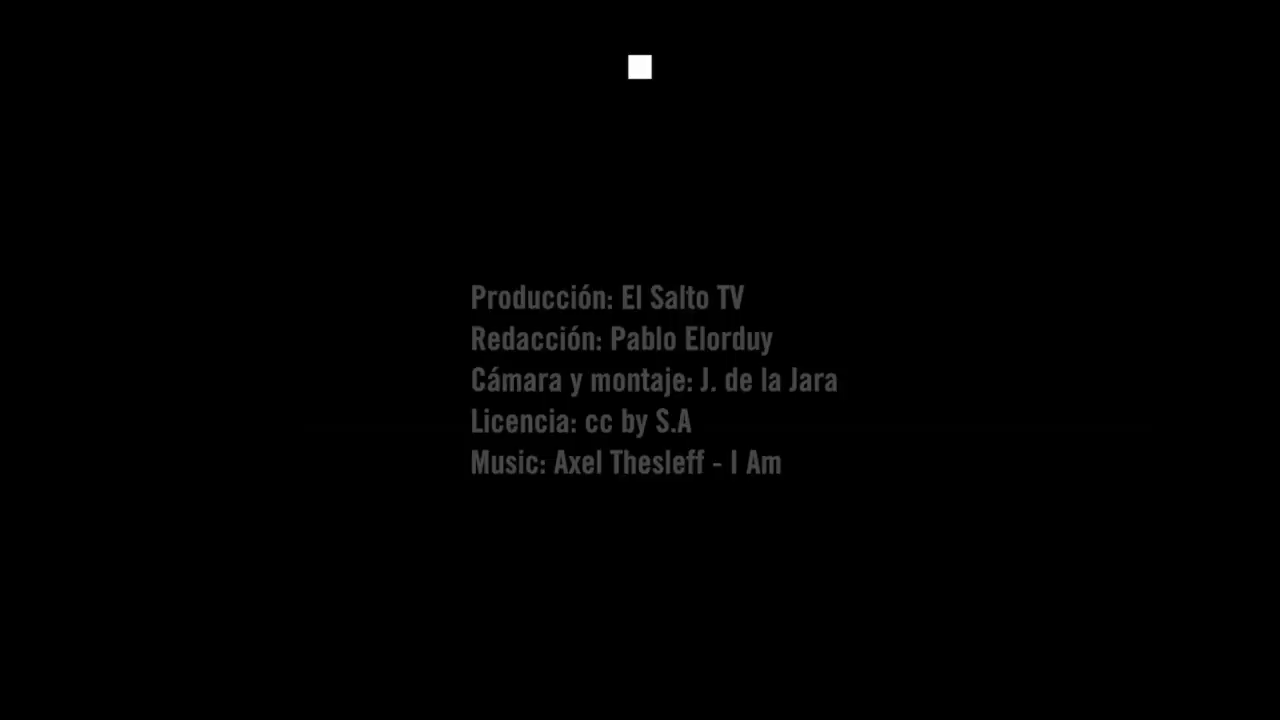 Producción: El Salto TV
Redacción: Pablo Elorduy
Cámara y montaje: J. de la Jara
Licencia: cc by S.A
Music: Axel Thesleff - I Am